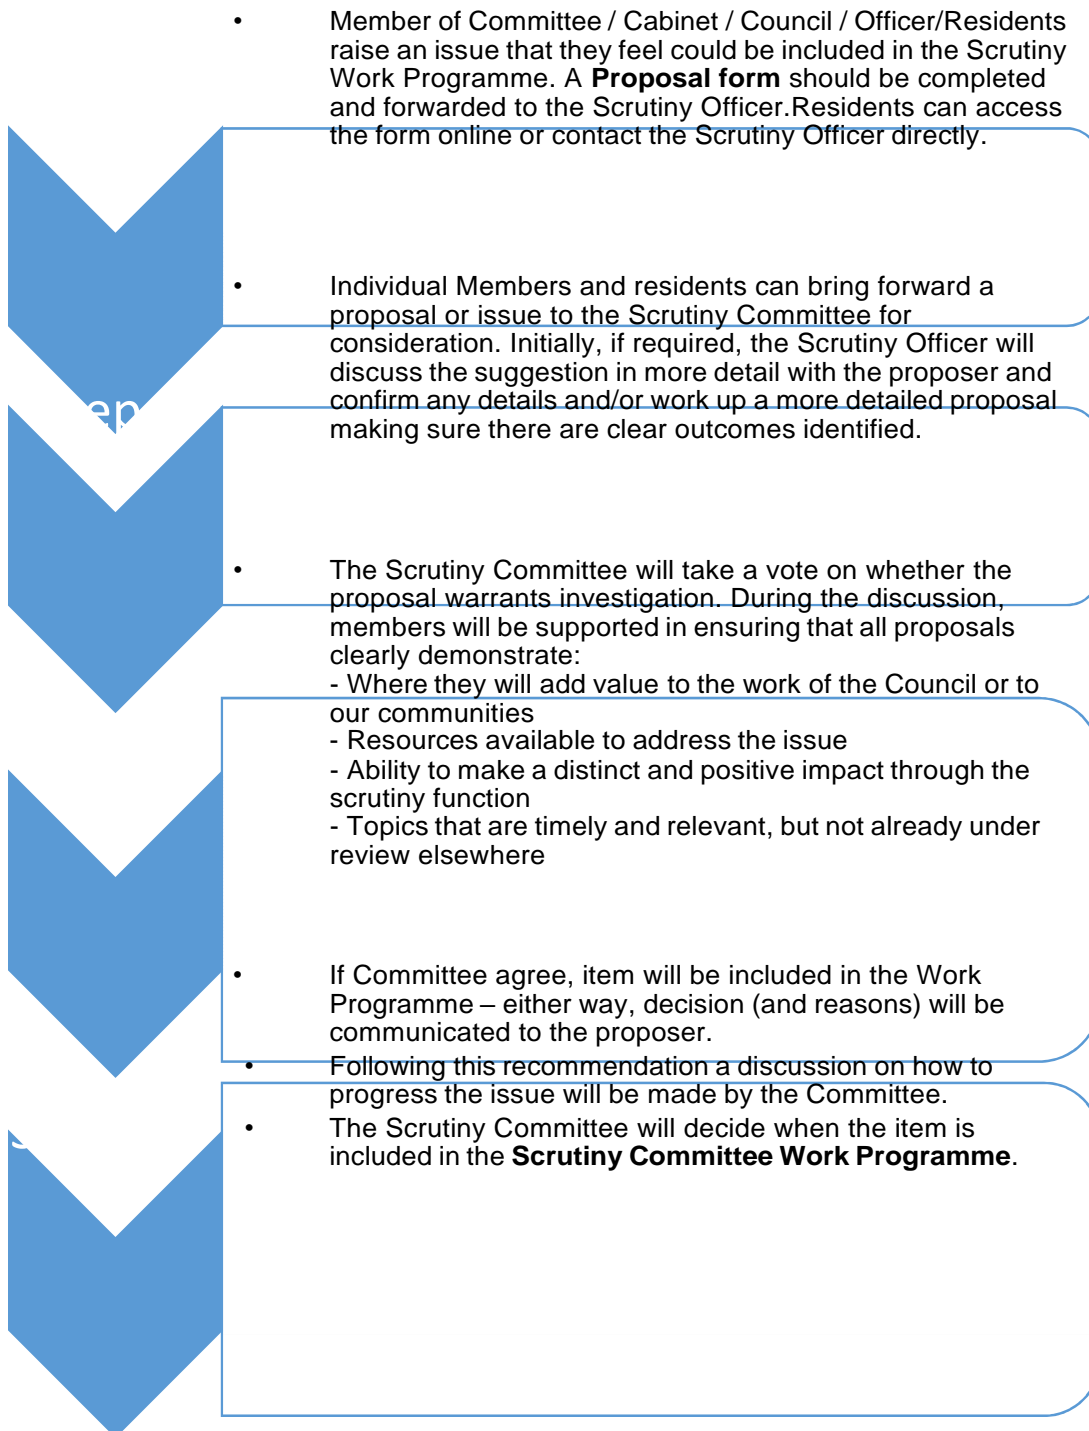 • Member of Committee / Cabinet / Council / Officer/Residents
raise an issue that they feel could be included in the Scrutiny
Work Programme. A Proposal form should be completed
and forwarded to the Scrutiny Officer.Residents can access
the form online or contact the Scrutiny Officer directly.
• Individual Members and residents can bring forward a
proposal or issue to the Scrutiny Committee for
consideration. Initially, if required, the Scrutiny Officer will
discuss the suggestion in more detail with the proposer and
confirm any details and/or work up a more detailed proposal
making sure there are clear outcomes identified.
• The Scrutiny Committee will take a vote on whether the
proposal warrants investigation. During the discussion,
members will be supported in ensuring that all proposals
clearly demonstrate:
- Where they will add value to the work of the Council or to
our communities
- Resources available to address the issue
- Ability to make a distinct and positive impact through the
scrutiny function
- Topics that are timely and relevant, but not already under
review elsewhere
• If Committee agree, item will be included in the Work
Programme – either way, decision (and reasons) will be
communicated to the proposer.
• Following this recommendation a discussion on how to
progress the issue will be made by the Committee.
• The Scrutiny Committee will decide when the item is
included in the Scrutiny Committee Work Programme.